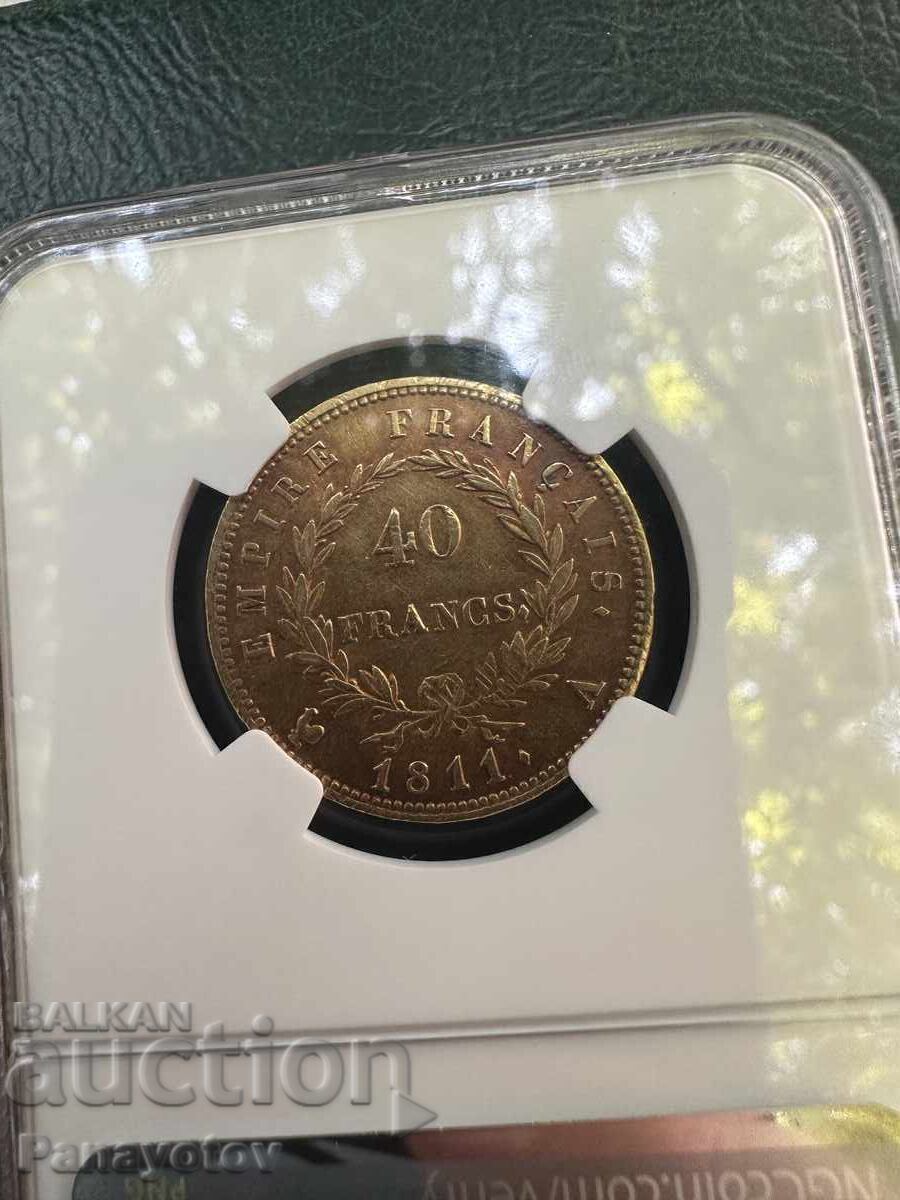 EMPIRE FRANÇAIS.
40
FRANCS.
A
1811.
BALKAN
auction
Panayotov
NGCcoin.com/verify